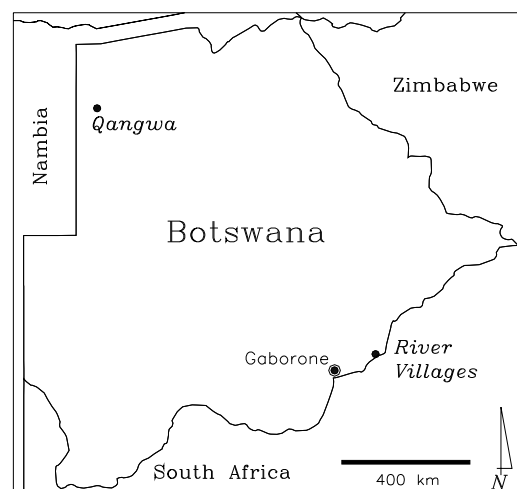 Zimbabwe
Nambia
Qangwa
Botswana
River
Villages
Gaborone
South Africa
400 km
N